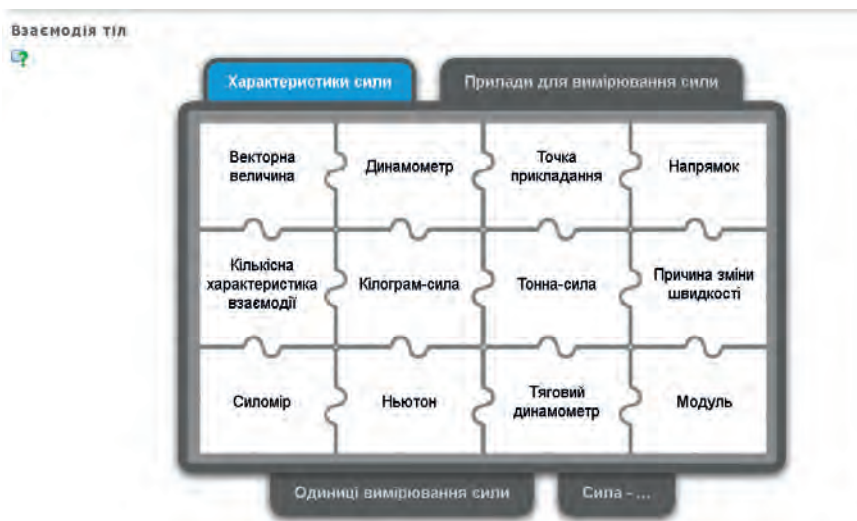 Взаємодія тіл
Характеристики сили
Прилади для вимірювання сили
Векторна
величина
Динамометр
Точка
прикладання
Напрямок
Кількісна
характеристика
взаємодії
Кілограм-сила
Тонна-сила
Причина зміни
швидкості
Силомір
Ньютон
Тяговий
динамометр
Модуль
Одиниці вимірювання сили
Сила - ...